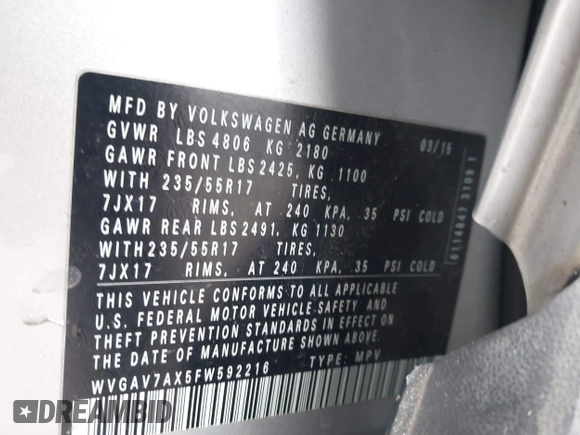 MFD BY VOLKSWAGEN AG GERMANY
GVWR LBS 4806 KG 2180 03/15
GAWR FRONT LBS 2425, KG 1100
WITH 235/55R17 TIRES,
7JX17 RIMS, AT 240 KPA, 35 PSI COLD
GAWR REAR LBS 2491, KG 1130
WITH 235/55R17 TIRES,
7JX17 RIMS, AT 240 KPA, 35 PSI COLD
THIS VEHICLE CONFORMS TO ALL APPLICABLE
U.S. FEDERAL MOTOR VEHICLE SAFETY AND
THEFT PREVENTION STANDARDS IN EFFECT ON
THE DATE OF MANUFACTURE SHOWN ABOVE
WVGAV7AX5FW592216 TYPE: MPV
DREAMBID